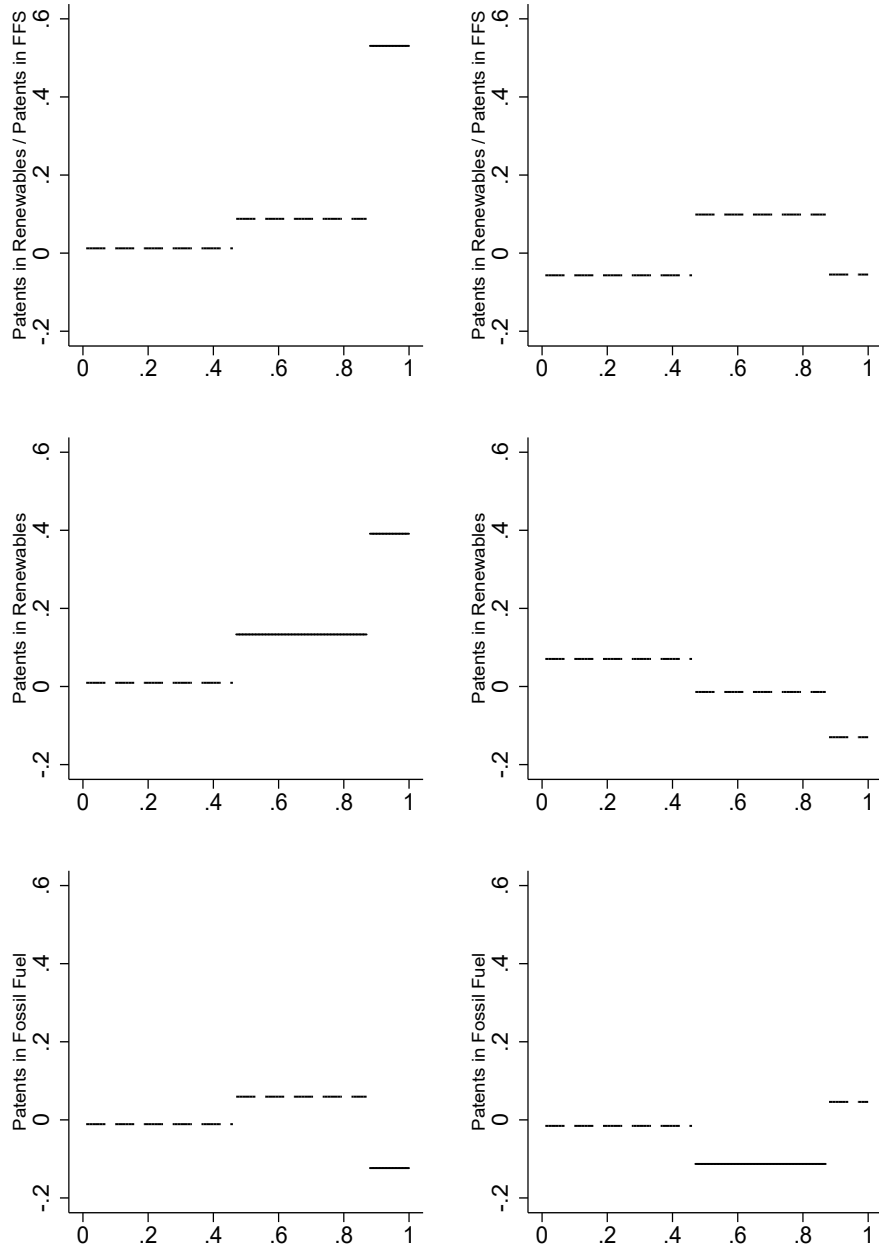 Patents in Renewables / Patents in FFS
.6
.4
.2
0
-.2
0 .2 .4 .6 .8 1
Patents in Renewables / Patents in FFS
.6
.4
.2
0
-.2
0 .2 .4 .6 .8 1
Patents in Renewables
.6
.4
.2
0
-.2
0 .2 .4 .6 .8 1
Patents in Renewables
.6
.4
.2
0
-.2
0 .2 .4 .6 .8 1
Patents in Fossil Fuel
.6
.4
.2
0
-.2
0 .2 .4 .6 .8 1
Patents in Fossil Fuel
.6
.4
.2
0
-.2
0 .2 .4 .6 .8 1